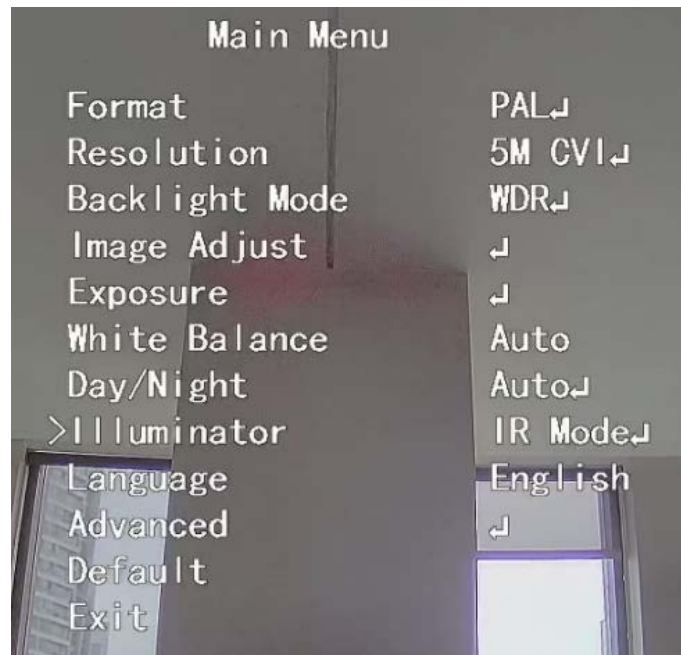 Main Menu
Format PAL↵
Resolution 5M CVI↵
Backlight Mode WDR↵
Image Adjust ↵
Exposure ↵
White Balance Auto
Day/Night Auto↵
>Illuminator IR Mode↵
Language English
Advanced ↵
Default
Exit